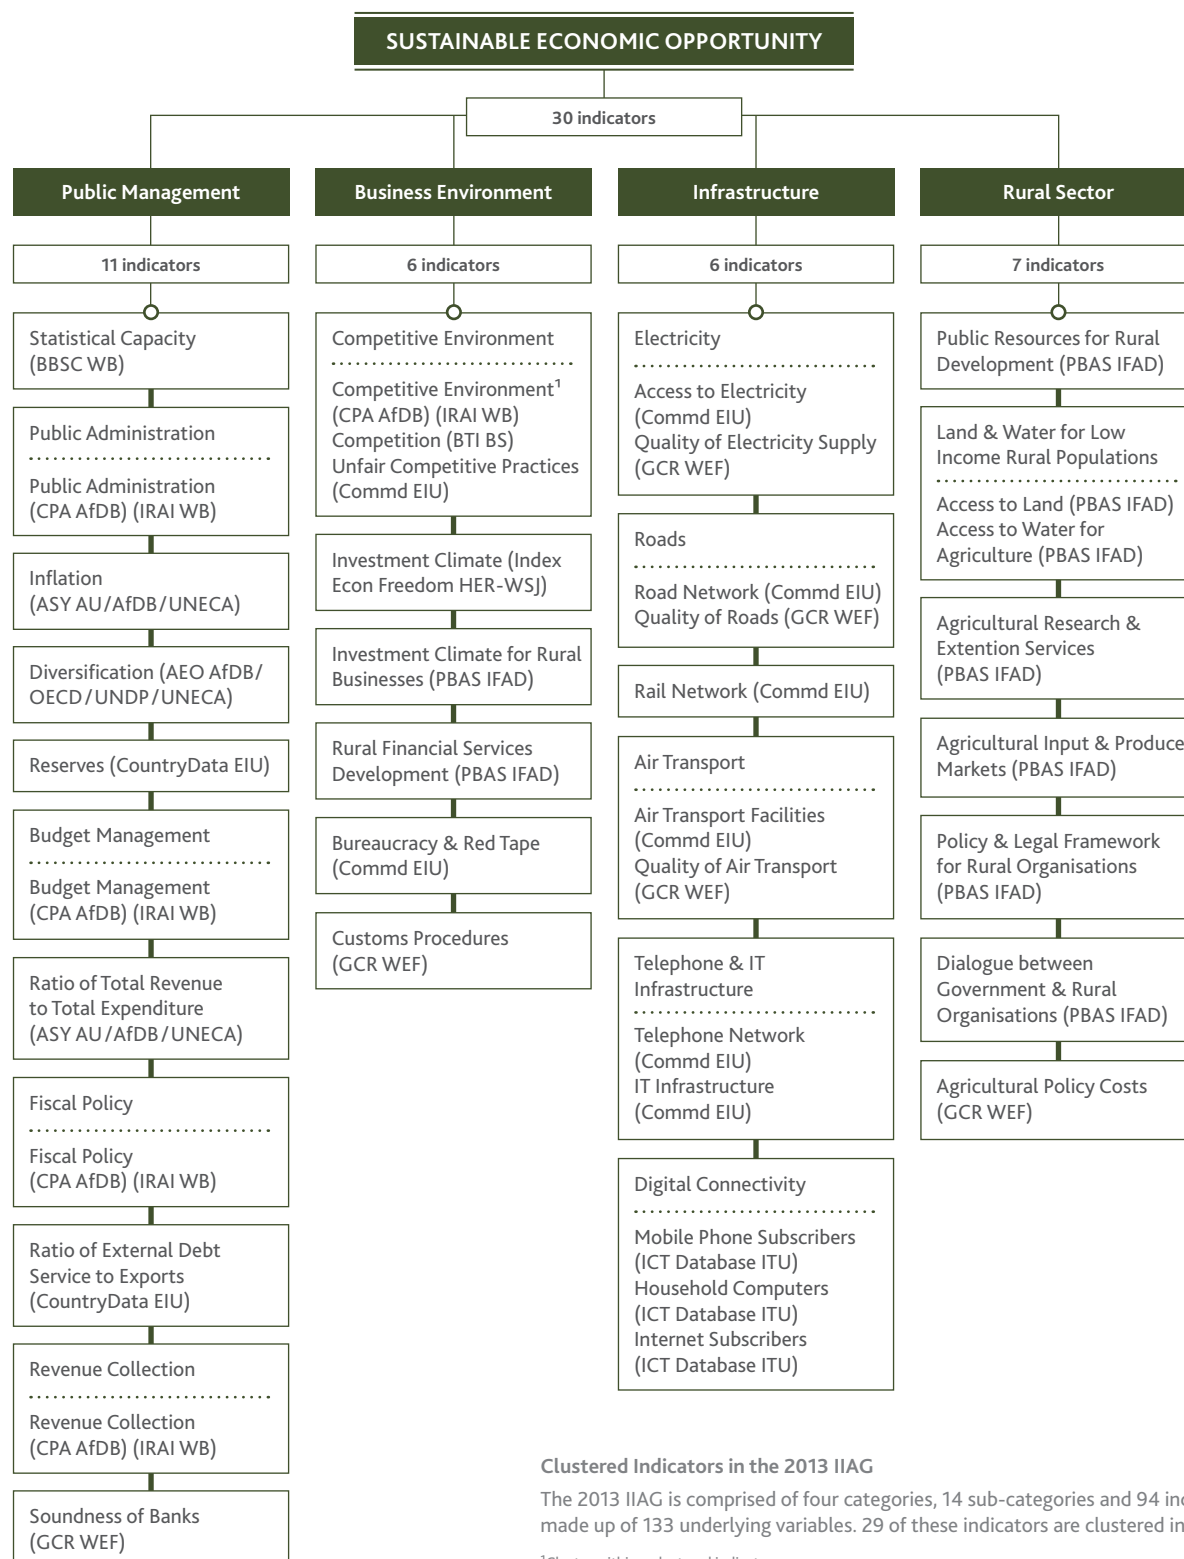 SUSTAINABLE ECONOMIC OPPORTUNITY
30 indicators
Public Management
11 indicators
Statistical Capacity
(BBSC WB)
Public Administration
Public Administration
(CPA AfDB) (IRAI WB)
Inflation
(ASY AU/AfDB/UNECA)
Diversification (AEO AfDB/
OECD/UNDP/UNECA)
Reserves (CountryData EIU)
Budget Management
Budget Management
(CPA AfDB) (IRAI WB)
Ratio of Total Revenue
to Total Expenditure
(ASY AU/AfDB/UNECA)
Fiscal Policy
Fiscal Policy
(CPA AfDB) (IRAI WB)
Ratio of External Debt
Service to Exports
(CountryData EIU)
Revenue Collection
Revenue Collection
(CPA AfDB) (IRAI WB)
Soundness of Banks
(GCR WEF)
Business Environment
6 indicators
Competitive Environment
Competitive Environment¹
(CPA AfDB) (IRAI WB)
Competition (BTI BS)
Unfair Competitive Practices
(Commd EIU)
Investment Climate (Index
Econ Freedom HER-WSJ)
Investment Climate for Rural
Businesses (PBAS IFAD)
Rural Financial Services
Development (PBAS IFAD)
Bureaucracy & Red Tape
(Commd EIU)
Customs Procedures
(GCR WEF)
Infrastructure
6 indicators
Electricity
Access to Electricity
(Commd EIU)
Quality of Electricity Supply
(GCR WEF)
Roads
Road Network (Commd EIU)
Quality of Roads (GCR WEF)
Rail Network (Commd EIU)
Air Transport
Air Transport Facilities
(Commd EIU)
Quality of Air Transport
(GCR WEF)
Telephone & IT
Infrastructure
Telephone Network
(Commd EIU)
IT Infrastructure
(Commd EIU)
Digital Connectivity
Mobile Phone Subscribers
(ICT Database ITU)
Household Computers
(ICT Database ITU)
Internet Subscribers
(ICT Database ITU)
Rural Sector
7 indicators
Public Resources for Rural
Development (PBAS IFAD)
Land & Water for Low
Income Rural Populations
Access to Land (PBAS IFAD)
Access to Water for
Agriculture (PBAS IFAD)
Agricultural Research &
Extention Services
(PBAS IFAD)
Agricultural Input & Produce
Markets (PBAS IFAD)
Policy & Legal Framework
for Rural Organisations
(PBAS IFAD)
Dialogue between
Government & Rural
Organisations (PBAS IFAD)
Agricultural Policy Costs
(GCR WEF)
Clustered Indicators in the 2013 IIAG
The 2013 IIAG is comprised of four categories, 14 sub-categories and 94
made up of 133 underlying variables. 29 of these indicators are clustered